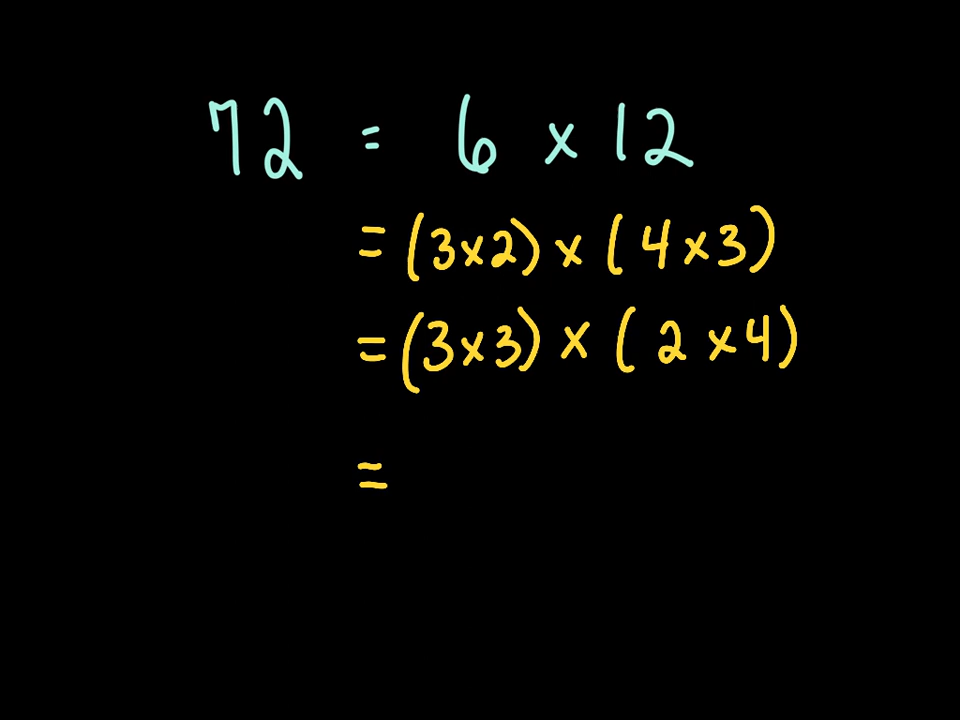 72 = 6 x 12
= (3x2) x (4x3)
= (3x3) x (2x4)
=